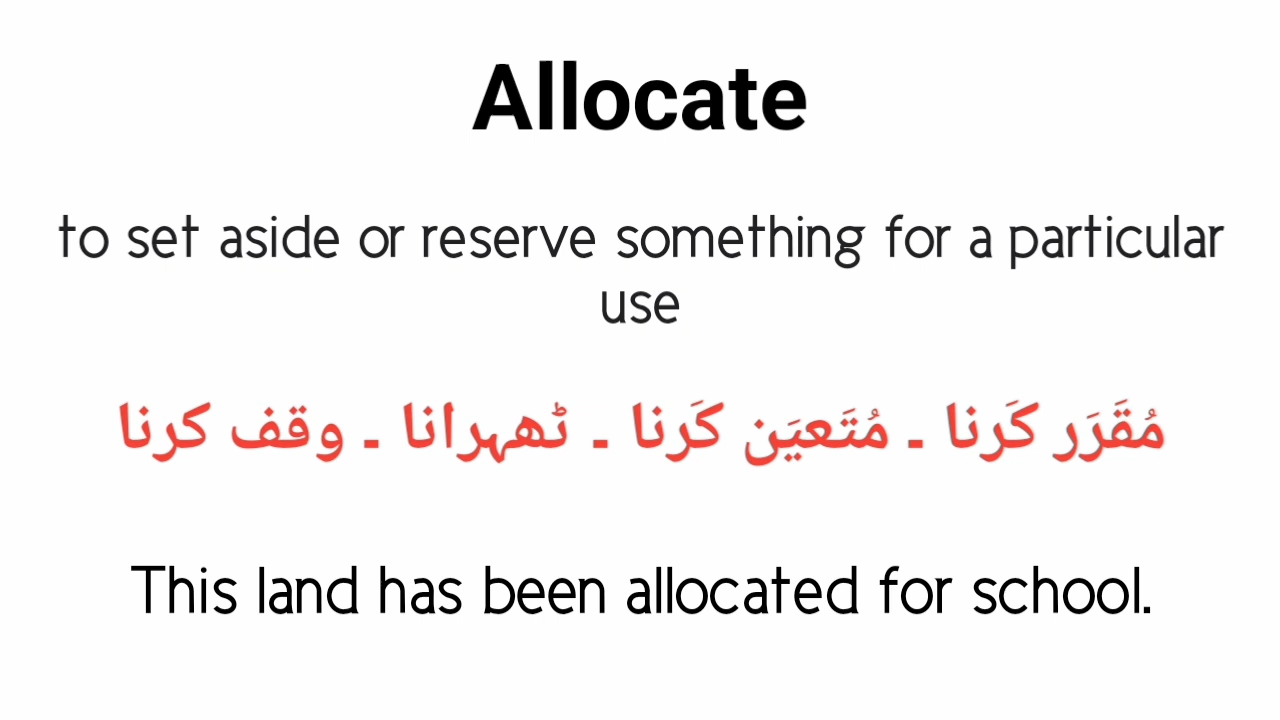 Allocate
to set aside or reserve something for a particular
use
مُقَرَر کَرنا ۔ مُتَعیَن کَرنا ۔ ٹھہرانا ۔ وقف کرنا
This land has been allocated for school.